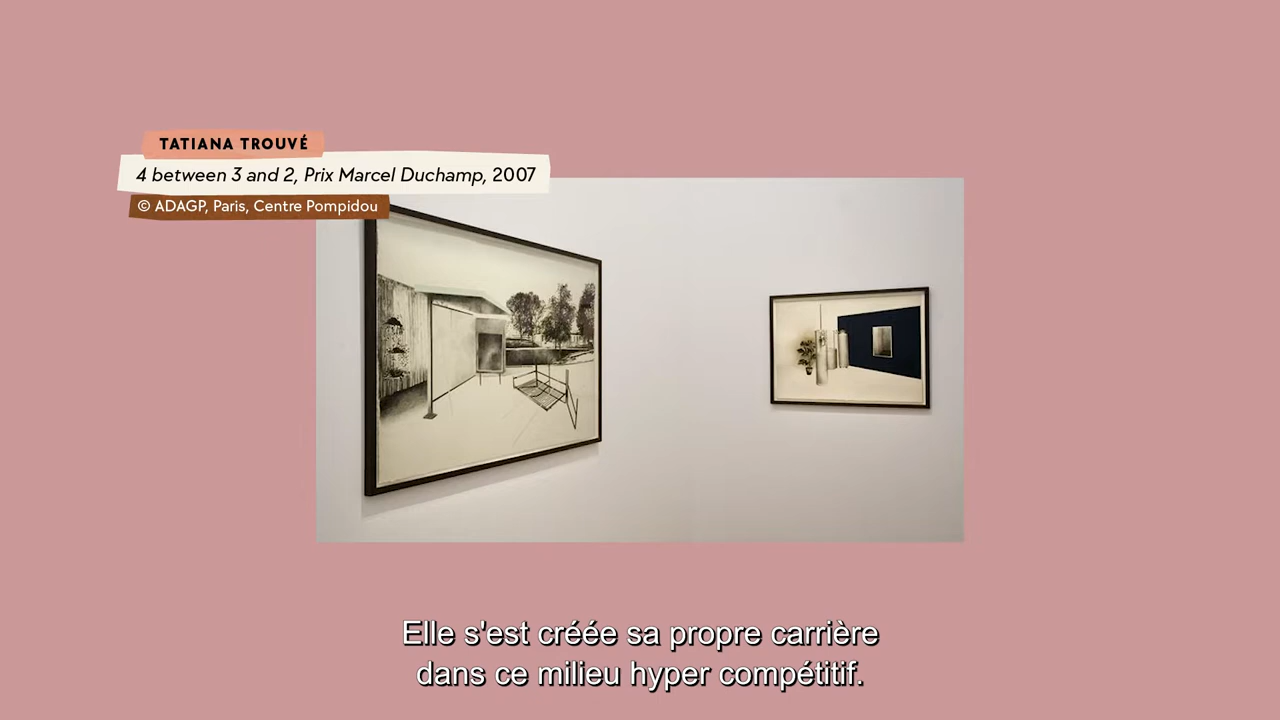 TATIANA TROUVÉ
4 between 3 and 2, Prix Marcel Duchamp, 2007
© ADAGP, Paris, Centre Pompidou
Elle s'est créée sa propre carrière
dans ce milieu hyper compétitif.